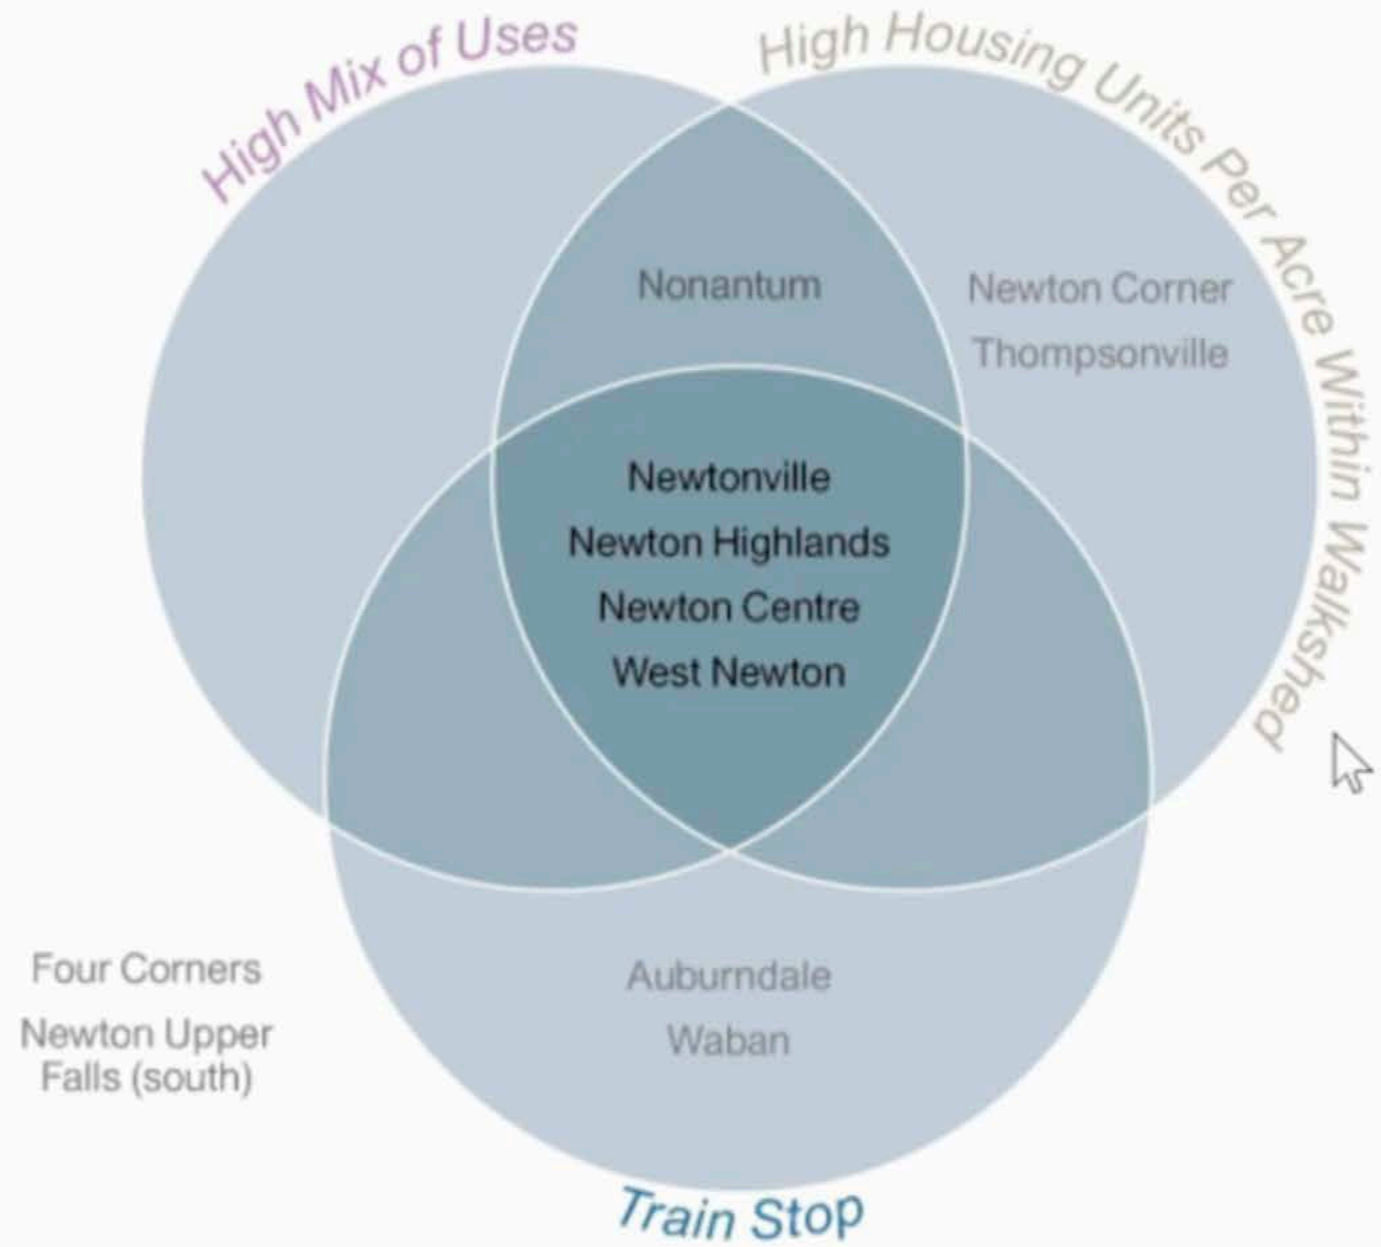 High Mix of Uses
High Housing Units Per Acre Within Walkshed
Nonantum
Newton Corner
Thompsonville
Newtonville
Newton Highlands
Newton Centre
West Newton
Four Corners
Newton Upper
Falls (south)
Auburndale
Waban
Train Stop